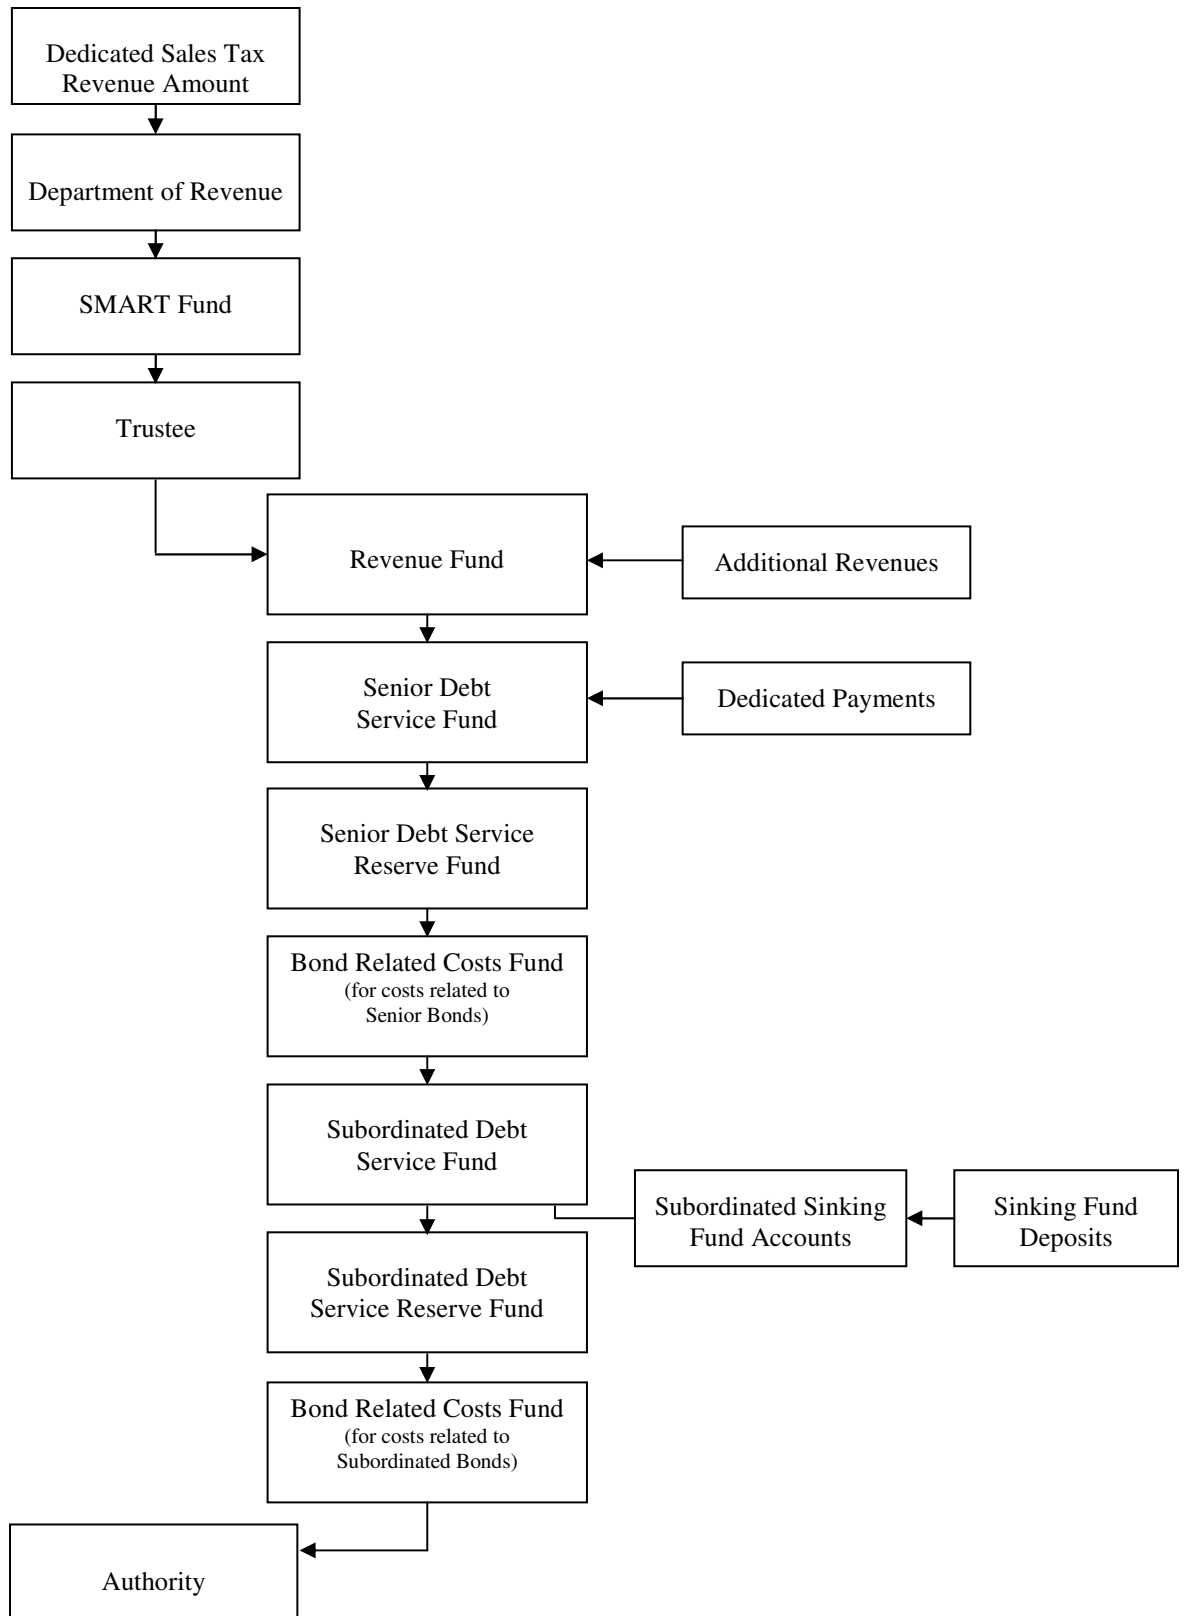 Dedicated Sales Tax
Revenue Amount
Department of Revenue
SMART Fund
Trustee
Revenue Fund
Additional Revenues
Senior Debt
Service Fund
Dedicated Payments
Senior Debt Service
Reserve Fund
Bond Related Costs Fund
(for costs related to
Senior Bonds)
Subordinated Debt
Service Fund
Subordinated Sinking
Fund Accounts
Sinking Fund
Deposits
Subordinated Debt
Service Reserve Fund
Bond Related Costs Fund
(for costs related to
Subordinated Bonds)
Authority